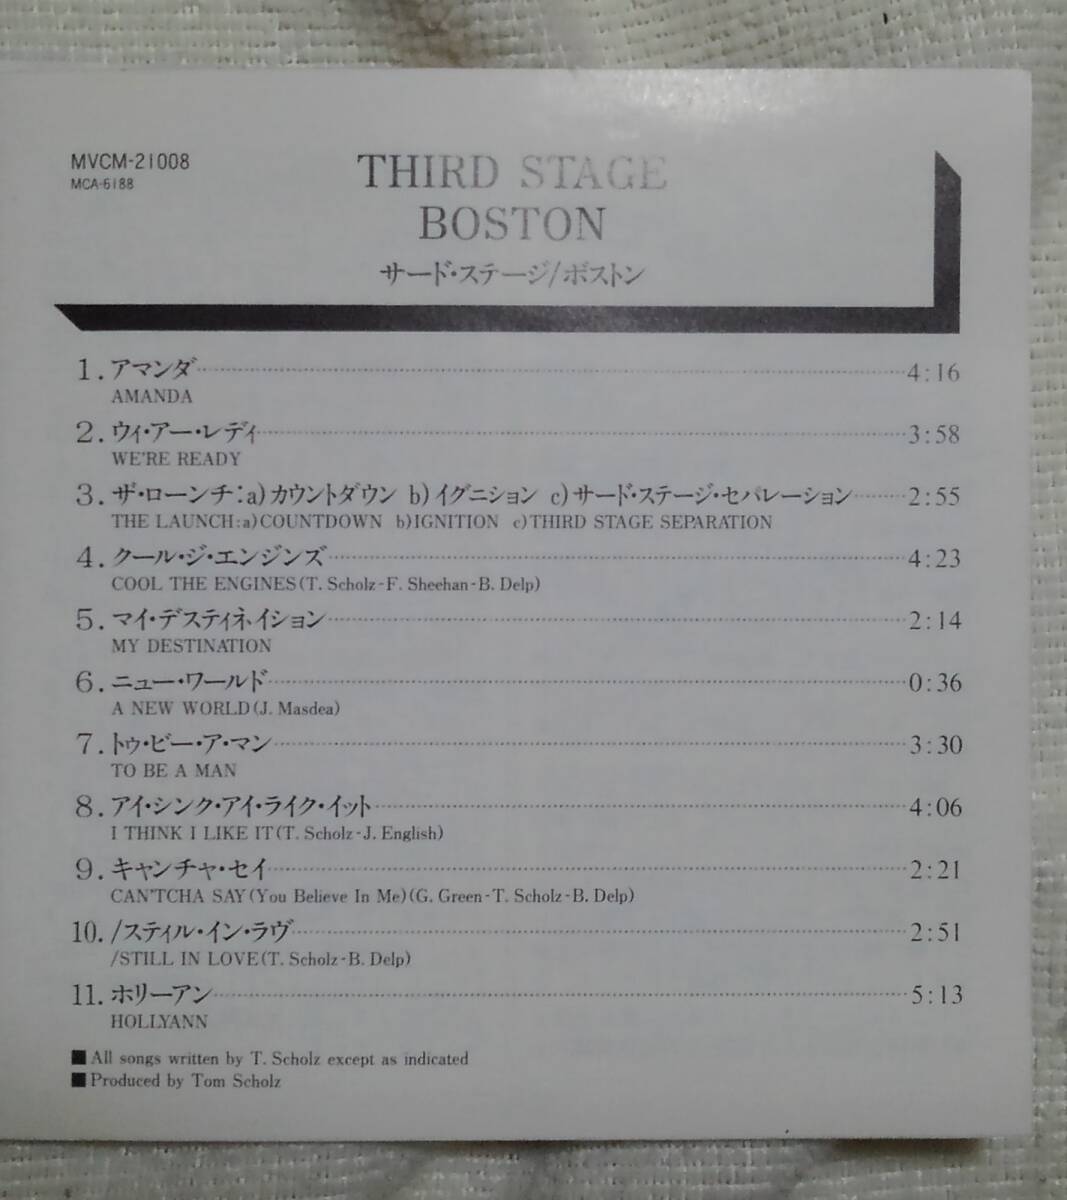 MVCM-21008
MCA-6188
THIRD STAGE
BOSTON
サード・ステージ/ボストン
1. アマンダ 4:16
AMANDA
2. ウィ・アー・レディ 3:58
WE'RE READY
3. ザ・ローンチ:a)カウントダウン b)イグニション c)サード・ステージ・セパレーション 2:55
THE LAUNCH:a)COUNTDOWN b)IGNITION c)THIRD STAGE SEPARATION
4. クール・ジ・エンジンズ 4:23
COOL THE ENGINES(T. Scholz-F. Sheehan-B. Delp)
5. マイ・デスティネイション 2:14
MY DESTINATION
6. ニュー・ワールド 0:36
A NEW WORLD(J. Masdea)
7. トゥ・ビー・ア・マン 3:30
TO BE A MAN
8. アイ・シンク・アイ・ライク・イット 4:06
I THINK I LIKE IT(T. Scholz-J. English)
9. キャンチャ・セイ 2:21
CAN'TCHA SAY(You Believe In Me)(G. Green-T. Scholz-B. Delp)
10. /スティル・イン・ラヴ 2:51
/STILL IN LOVE(T. Scholz-B. Delp)
11. ホリーアン 5:13
HOLLYANN
■All songs written by T. Scholz except as indicated
■Produced by Tom Scholz